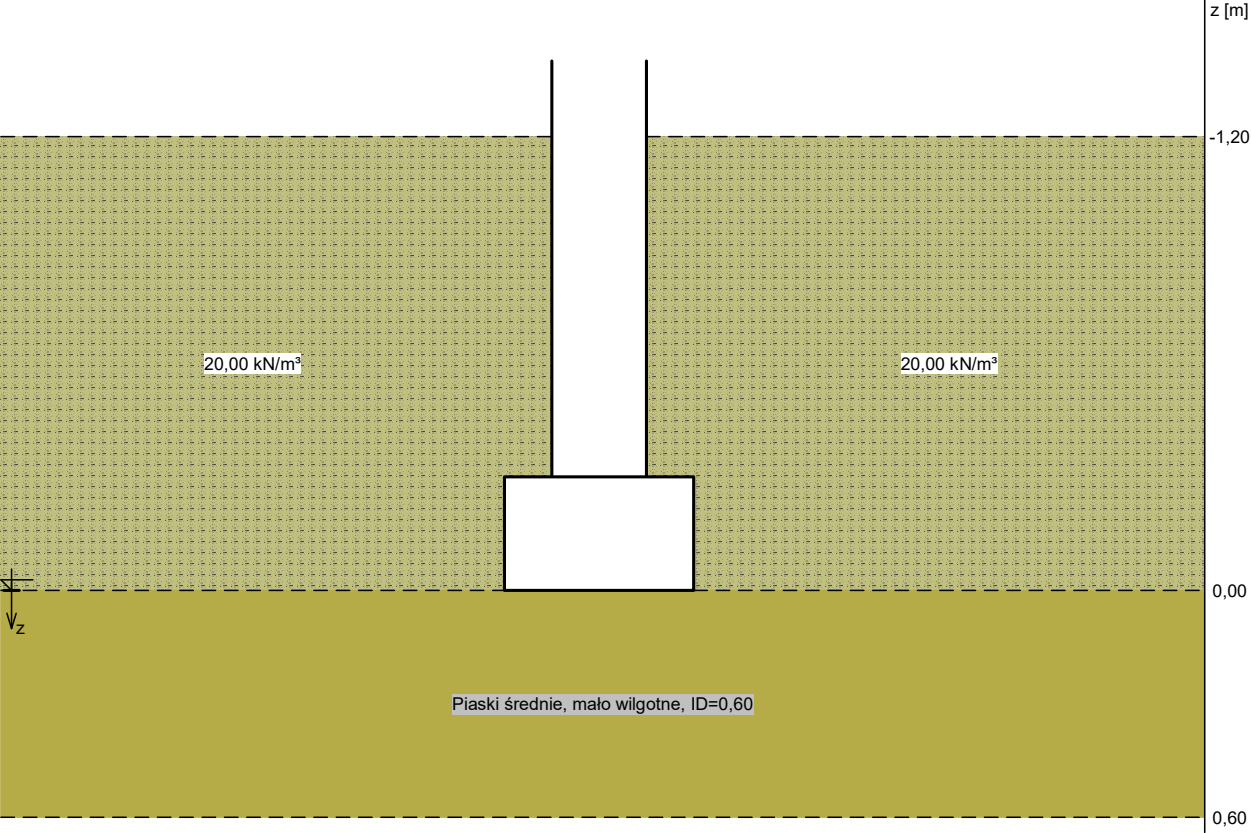 z [m]
-1,20
20,00 kN/m³
20,00 kN/m³
0,00
z
Piaski średnie, mało wilgotne, ID=0,60
0,60